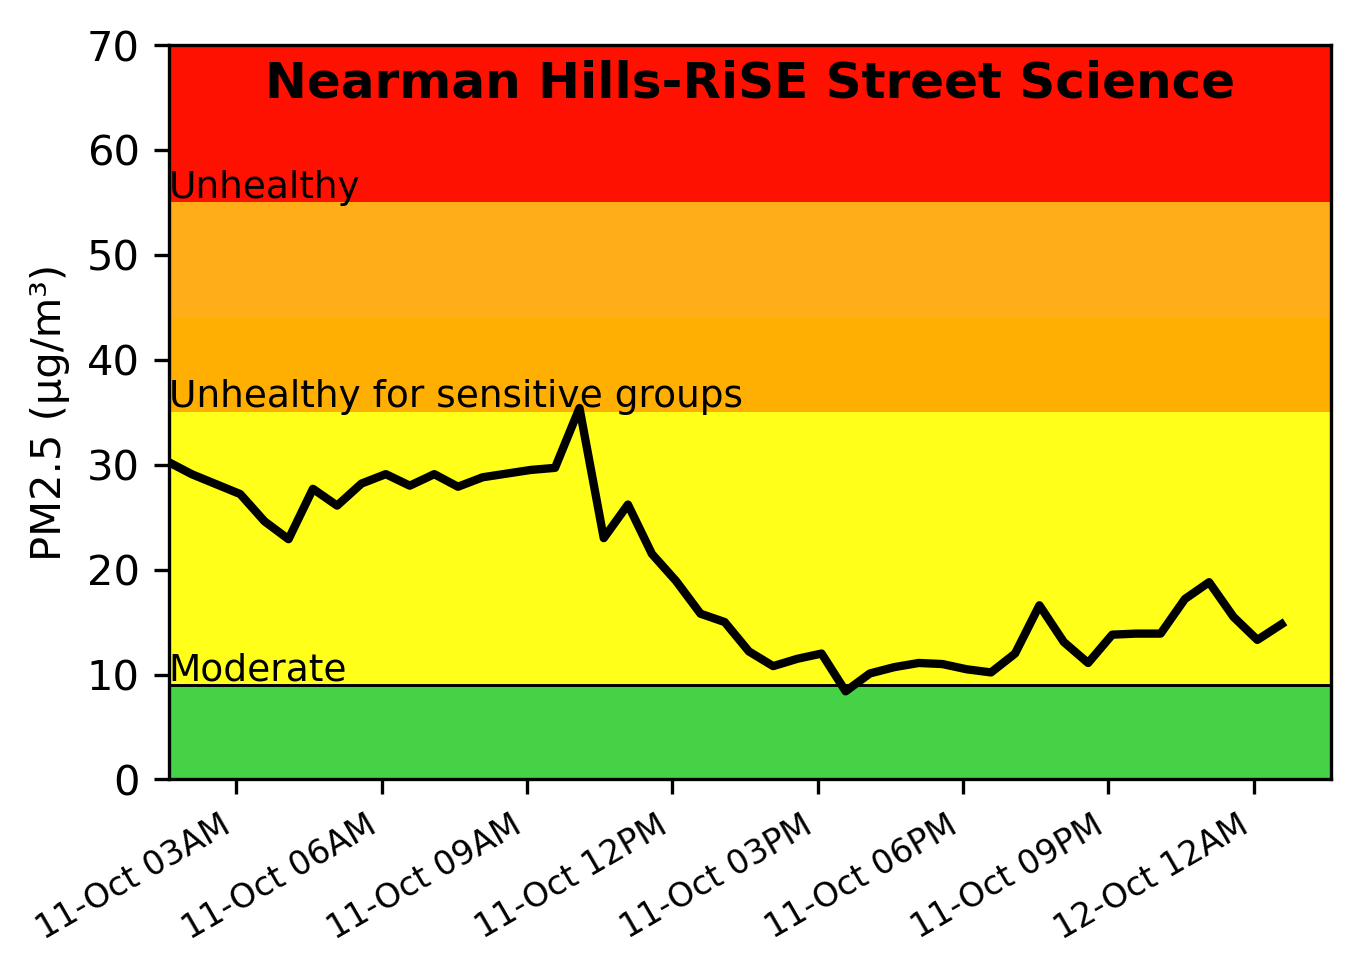 Nearman Hills-RiSE Street Science
70
60
50
40
30
20
10
0
PM2.5 (µg/m³)
Unhealthy
Unhealthy for sensitive groups
Moderate
11-Oct 03AM
11-Oct 06AM
11-Oct 09AM
11-Oct 12PM
11-Oct 03PM
11-Oct 06PM
11-Oct 09PM
12-Oct 12AM